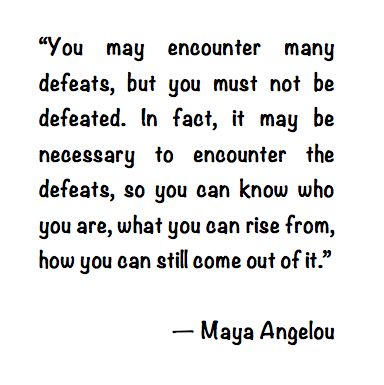 “You may encounter many
defeats, but you must not be
defeated. In fact, it may be
necessary to encounter the
defeats, so you can know who
you are, what you can rise from,
how you can still come out of it.”
— Maya Angelou